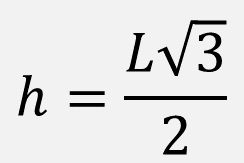 h = L√3 / 2